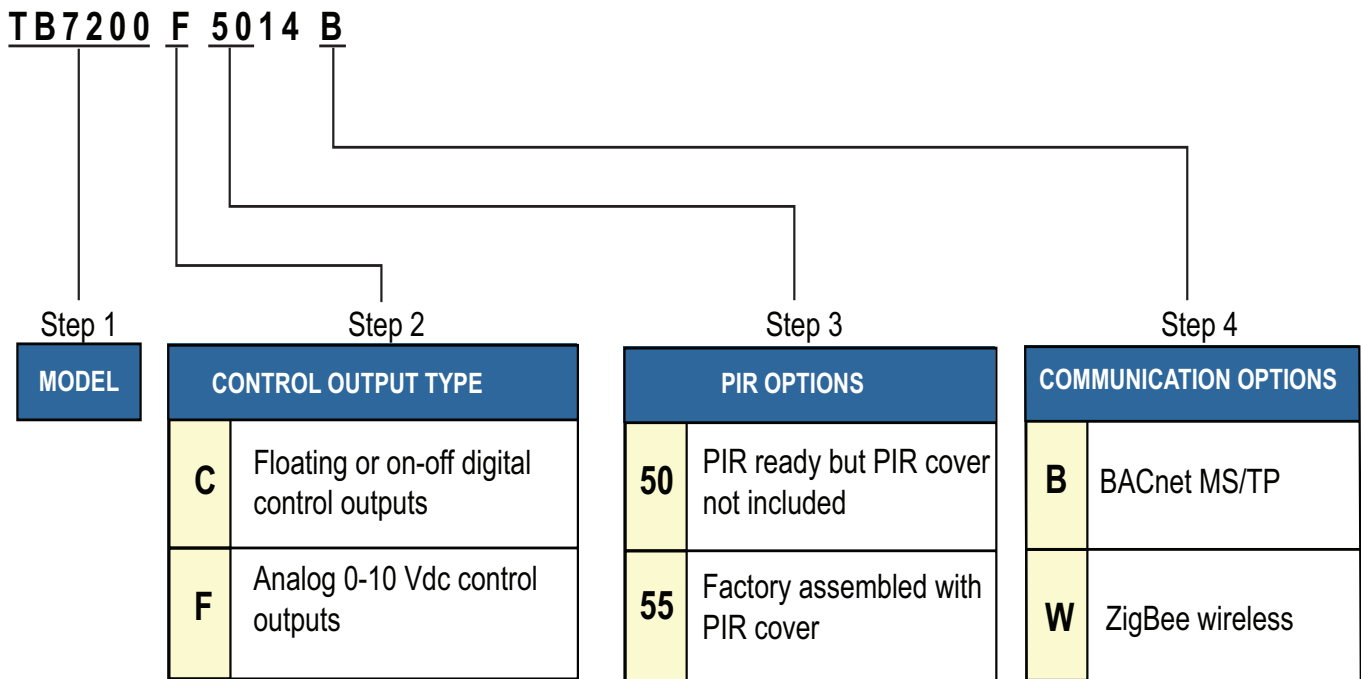 TB7200 F 5014 B
Step 1
MODEL
Step 2
CONTROL OUTPUT TYPE
C
Floating or on-off digital
control outputs
F
Analog 0-10 Vdc control
outputs
Step 3
PIR OPTIONS
50
PIR ready but PIR cover
not included
55
Factory assembled with
PIR cover
Step 4
COMMUNICATION OPTIONS
B
BACnet MS/TP
W
ZigBee wireless